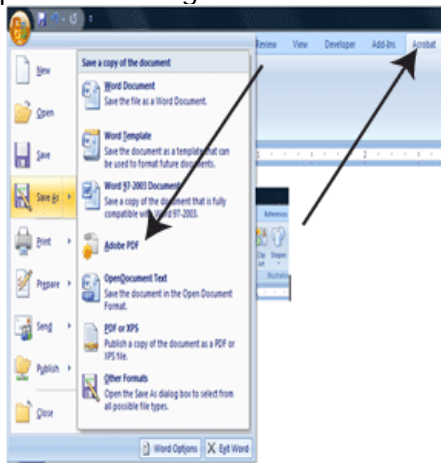 Review View Developer Add-Ins Acrobat
New
Open
Save
Save As
Print
Prepare
Send
Publish
Close
Save a copy of the document
Word Document
Save the file as a Word Document.
Word Template
Save the document as a template that can
be used to format future documents.
Word 97-2003 Document
Save a copy of the document that is fully
compatible with Word 97-2003.
Adobe PDF
OpenDocument Text
Save the document in the Open Document
Format.
PDF or XPS
Publish a copy of the document as a PDF or
XPS file.
Other Formats
Open the Save As dialog box to select from
all possible file types.
References
Clip
Art
Shapes
Word Options Exit Word